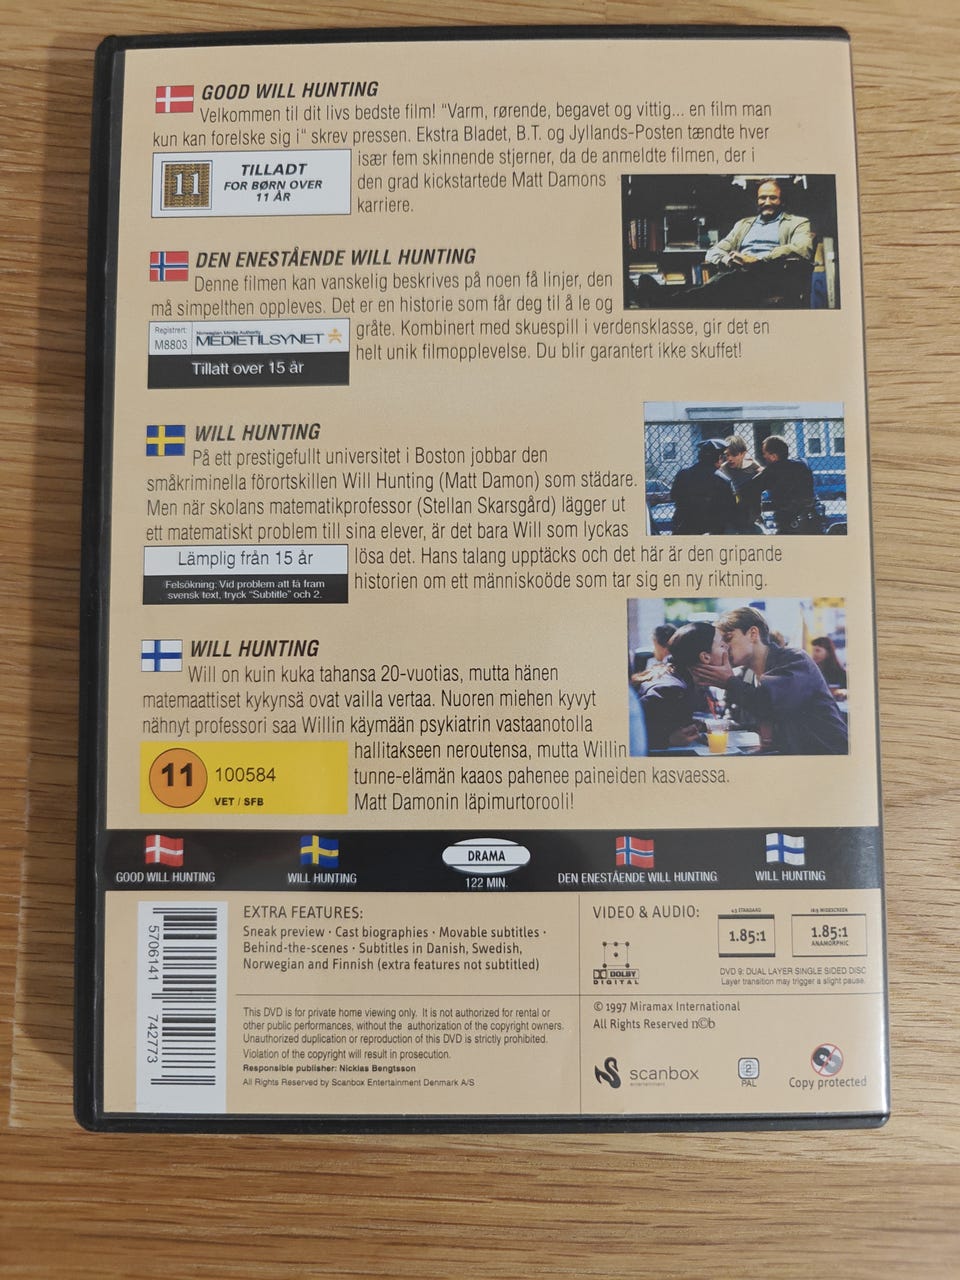 GOOD WILL HUNTING
Velkommen til dit livs bedste film! "Varm, rørende, begavet og vittig... en film man
kun kan forelske sig i" skrev pressen. Ekstra Bladet, B.T. og Jyllands-Posten tændte hver
især fem skinnende stjerner, da de anmeldte filmen, der i
den grad kickstartede Matt Damons
karriere.
11
TILLADT
FOR BØRN OVER
11 ÅR
DEN ENESTÅENDE WILL HUNTING
Denne filmen kan vanskelig beskrives på noen få linjer, den
må simpelthen oppleves. Det er en historie som får deg til å le og
gråte. Kombinert med skuespill i verdensklasse, gir det en
helt unik filmopplevelse. Du blir garantert ikke skuffet!
Registrert:
M8803
Norwegian Media Authority
MEDIETILSYNET
Tillatt over 15 år
WILL HUNTING
På ett prestigefullt universitet i Boston jobbar den
småkriminella förortskillen Will Hunting (Matt Damon) som städare.
Men när skolans matematikprofessor (Stellan Skarsgård) lägger ut
ett matematiskt problem till sina elever, är det bara Will som lyckas
lösa det. Hans talang upptäcks och det här är den gripande
historien om ett människoöde som tar sig en ny riktning.
Lämplig från 15 år
Felsökning: Vid problem att få fram
svensk text, tryck "Subtitle" och 2.
WILL HUNTING
Will on kuin kuka tahansa 20-vuotias, mutta hänen
matemaattiset kykynsä ovat vailla vertaa. Nuoren miehen kyvyt
nähnyt professori saa Willin käymään psykiatrin vastaanotolla
hallitakseen neroutensa, mutta Willin
tunne-elämän kaaos pahenee paineiden kasvaessa.
Matt Damonin läpimurtorooli!
11
100584
VET / SFB
GOOD WILL HUNTING
WILL HUNTING
DRAMA
122 MIN.
DEN ENESTÅENDE WILL HUNTING
WILL HUNTING
5706141 742773
EXTRA FEATURES:
Sneak preview · Cast biographies · Movable subtitles ·
Behind-the-scenes · Subtitles in Danish, Swedish,
Norwegian and Finnish (extra features not subtitled)
VIDEO & AUDIO:
DOLBY
DIGITAL
4:3 STANDARD
1.85:1
16:9 WIDESCREEN
1.85:1
ANAMORPHIC
DVD 9: DUAL LAYER SINGLE SIDED DISC
Layer transition may trigger a slight pause.
This DVD is for private home viewing only. It is not authorized for rental or
other public performances, without the authorization of the copyright owners.
Unauthorized duplication or reproduction of this DVD is strictly prohibited.
Violation of the copyright will result in prosecution.
Responsible publisher: Nicklas Bengtsson
All Rights Reserved by Scanbox Entertainment Denmark A/S
© 1997 Miramax International
All Rights Reserved n©b
scanbox
entertainment
2
PAL
Copy protected